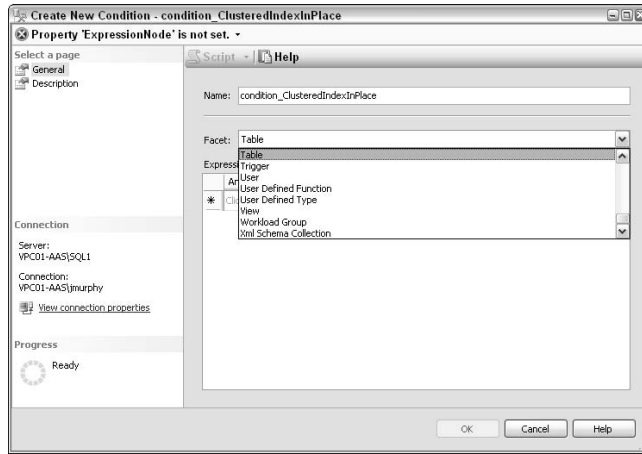 Create New Condition - condition_ClusteredIndexInPlace
Property 'ExpressionNode' is not set.
Select a page
General
Description
Script
Help
Name:
condition_ClusteredIndexInPlace
Facet:
Table
Table
Trigger
User
User Defined Function
User Defined Type
View
Workload Group
Xml Schema Collection
Connection
Server:
VPC01-AAS\SQL1
Connection:
VPC01-AAS\jmurphy
View connection properties
Progress
Ready
OK
Cancel
Help